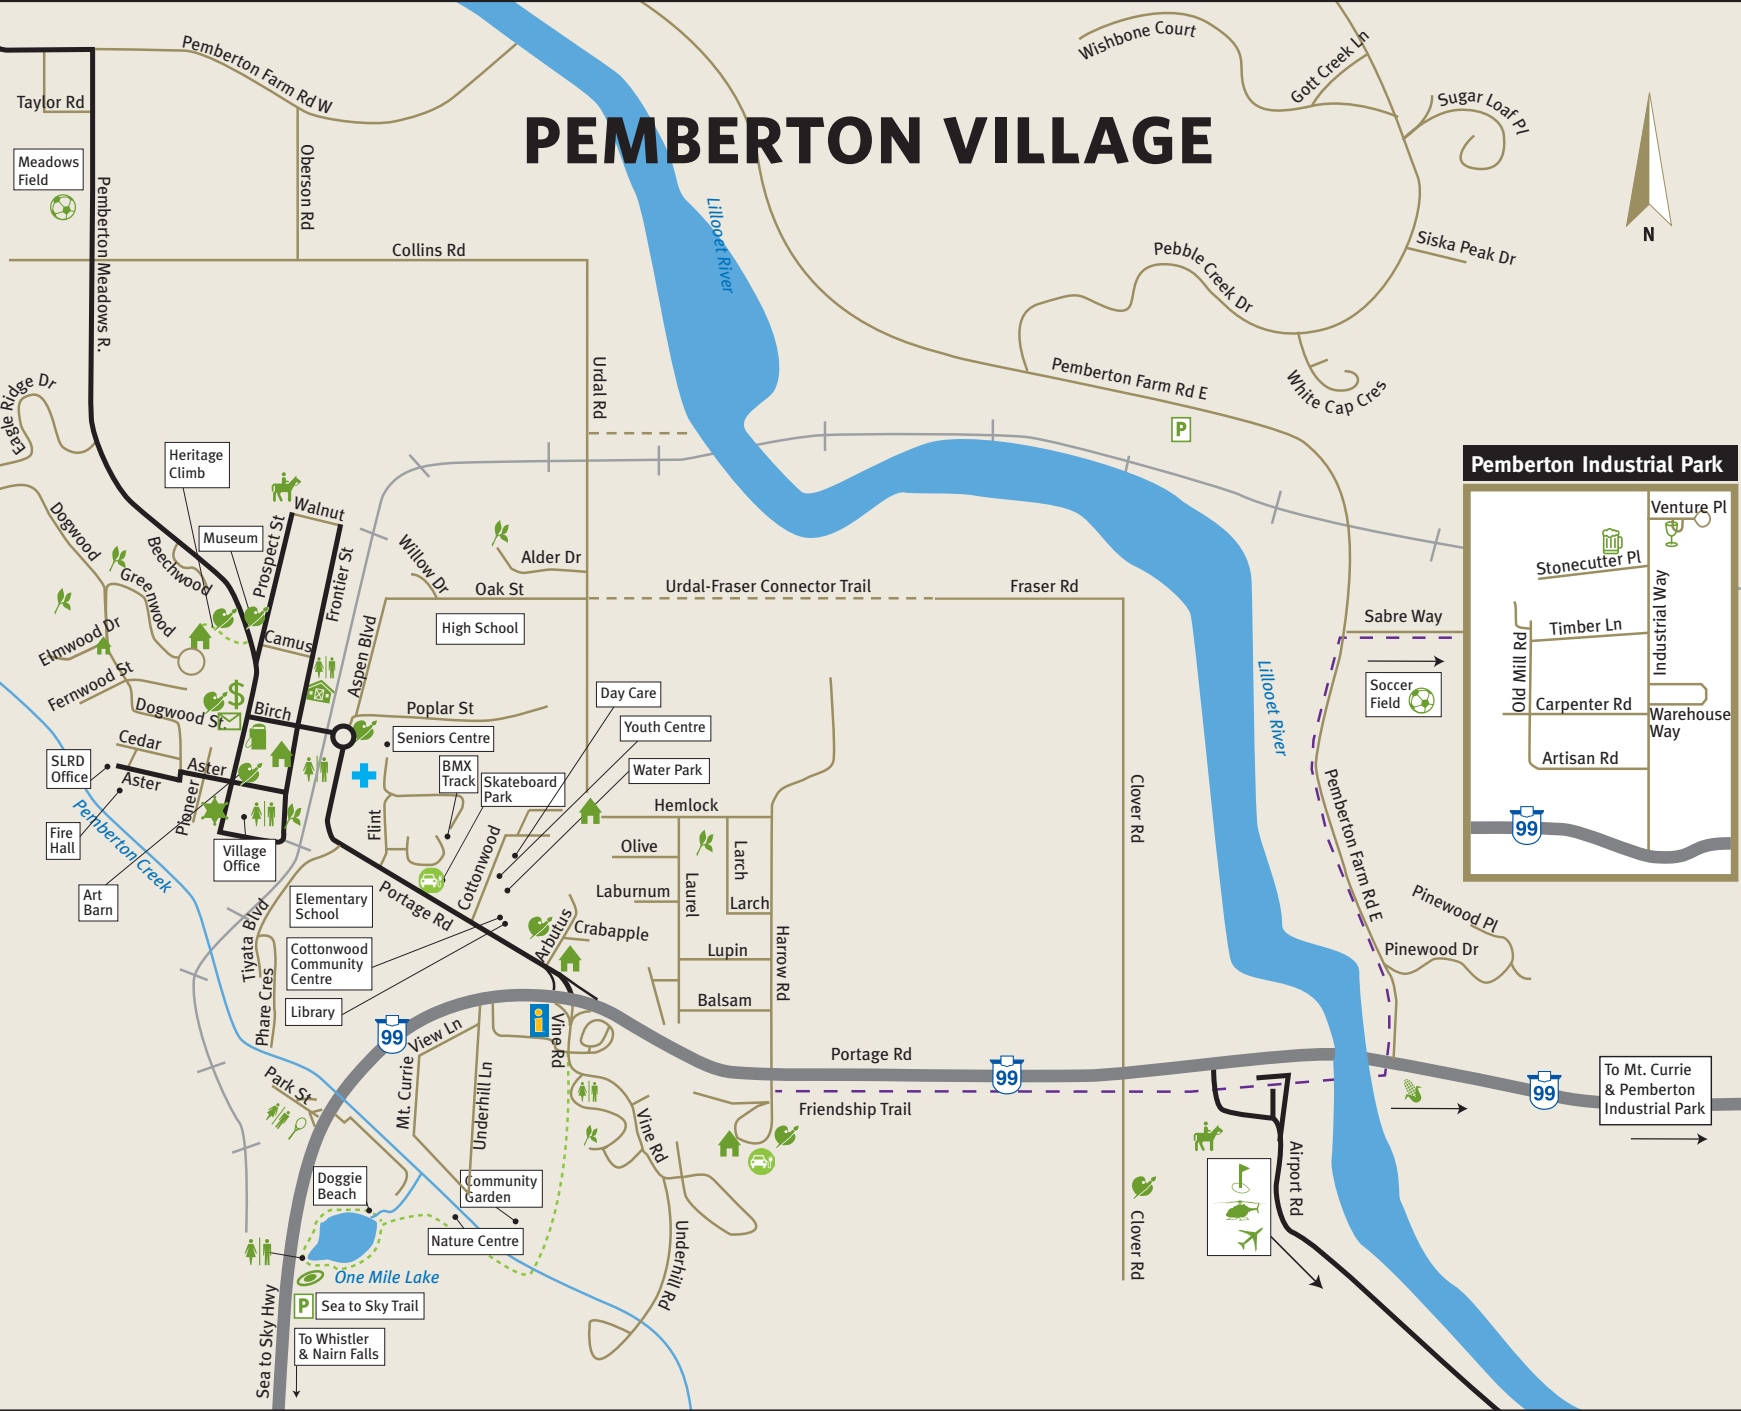 PEMBERTON VILLAGE
Wishbone Court
Gott Creek Ln
Sugar Loaf Pl
Siska Peak Dr
Pebble Creek Dr
White Cap Cres
Pemberton Farm Rd E
P
N
Pemberton Farm Rd W
Taylor Rd
Meadows
Field
Pemberton Meadows R.
Oberson Rd
Collins Rd
Lillooet River
Urdal Rd
Eagle Ridge Dr
Heritage
Climb
Museum
Walnut
Prospect St
Frontier St
Dogwood
Beechwood
Greenwood
Elmwood Dr
Fernwood St
Dogwood St
Camus
Birch
Cedar
Aster
Aster
Pioneer
SLRD
Office
Fire
Hall
Art
Barn
Pemberton Creek
Village
Office
$
Willow Dr
Alder Dr
Oak St
Urdal-Fraser Connector Trail
Fraser Rd
High School
Aspen Blvd
Poplar St
Seniors Centre
BMX
Track
Skateboard
Park
Day Care
Youth Centre
Water Park
Flint
Cottonwood
Hemlock
Olive
Laburnum
Laurel
Larch
Larch
Lupin
Balsam
Harrow Rd
Arbutus
Crabapple
Portage Rd
Elementary
School
Cottonwood
Community
Centre
Library
Tiyata Blvd
Phare Cres
99
i
Vine Rd
Mt. Currie View Ln
Underhill Ln
Park St
Doggie
Beach
Community
Garden
Nature Centre
One Mile Lake
P
Sea to Sky Trail
To Whistler
& Nairn Falls
Sea to Sky Hwy
Vine Rd
Underhill Rd
Portage Rd
99
Friendship Trail
Clover Rd
Clover Rd
Airport Rd
Lillooet River
Sabre Way
Soccer
Field
Pemberton Farm Rd E
Pinewood Pl
Pinewood Dr
99
To Mt. Currie
& Pemberton
Industrial Park
Pemberton Industrial Park
Venture Pl
Stonecutter Pl
Timber Ln
Industrial Way
Old Mill Rd
Carpenter Rd
Warehouse
Way
Artisan Rd
99